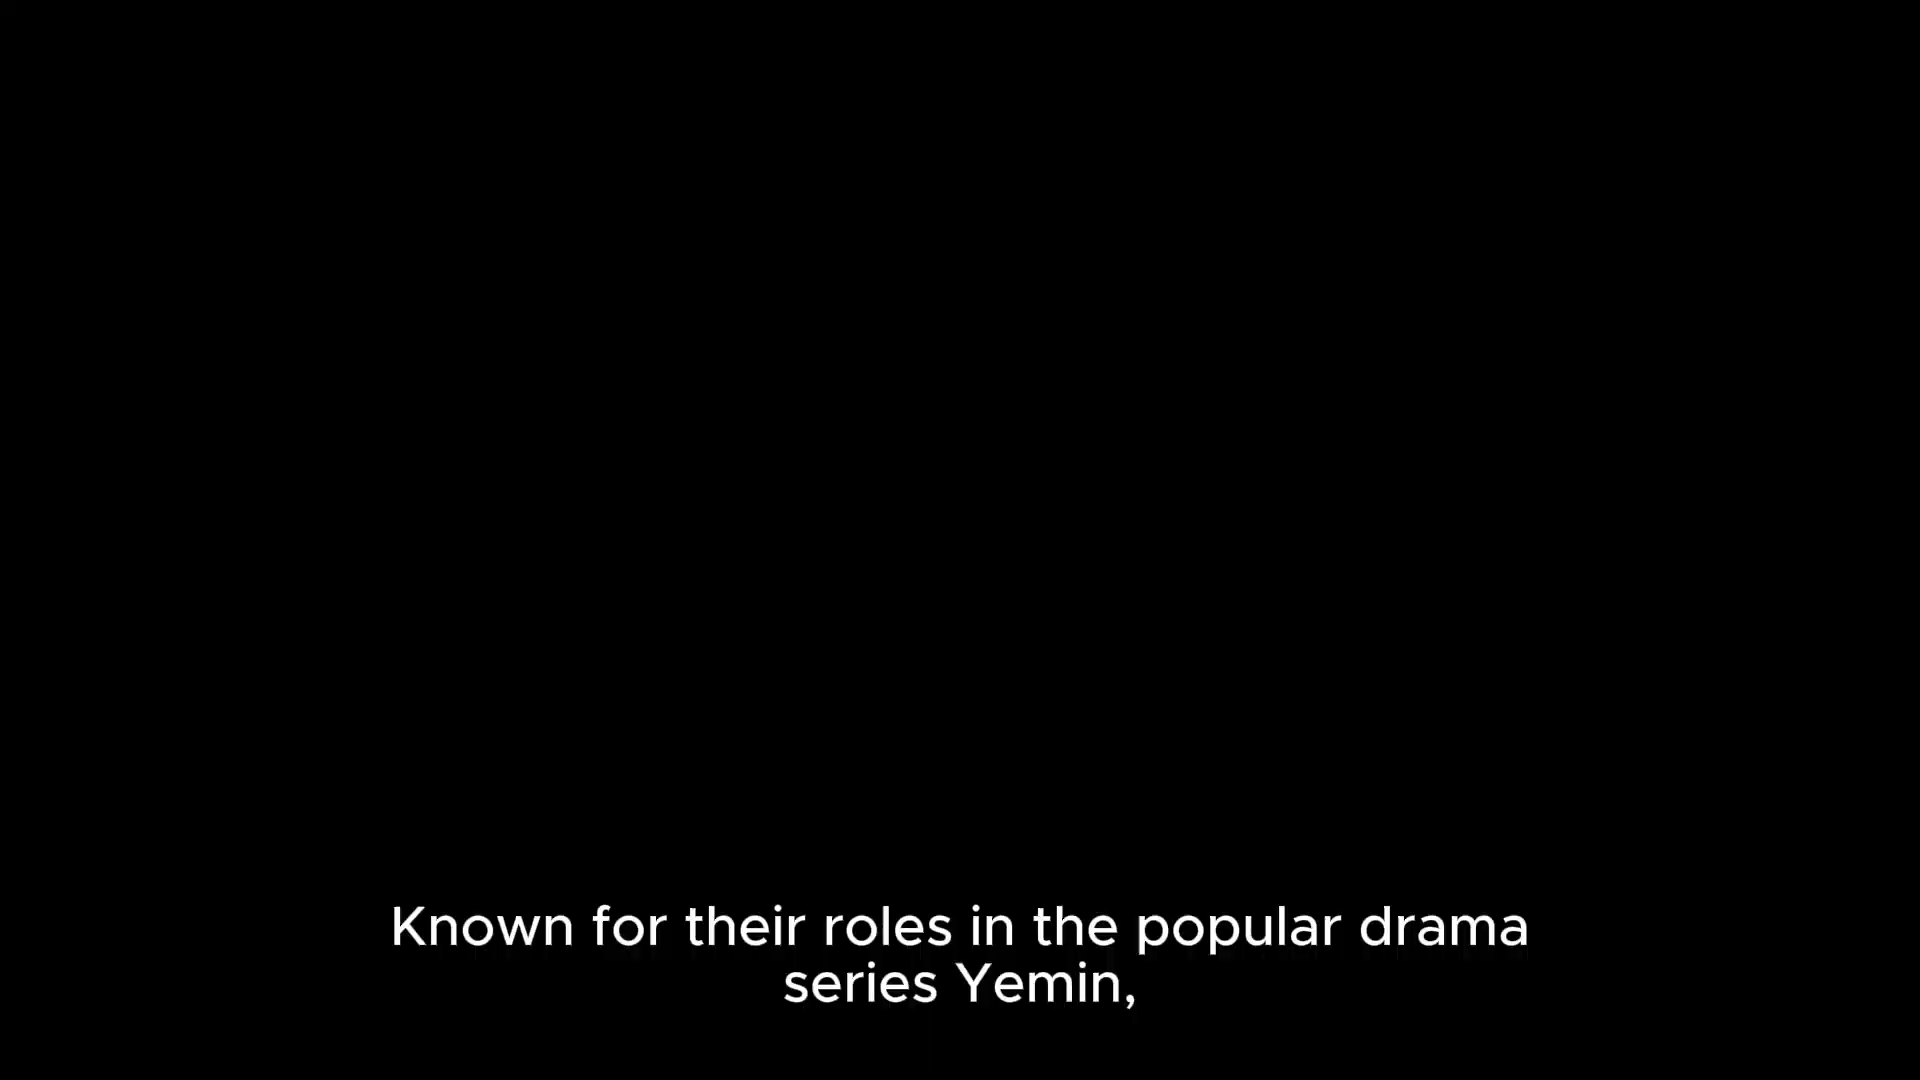 Known for their roles in the popular drama
series Yemin,